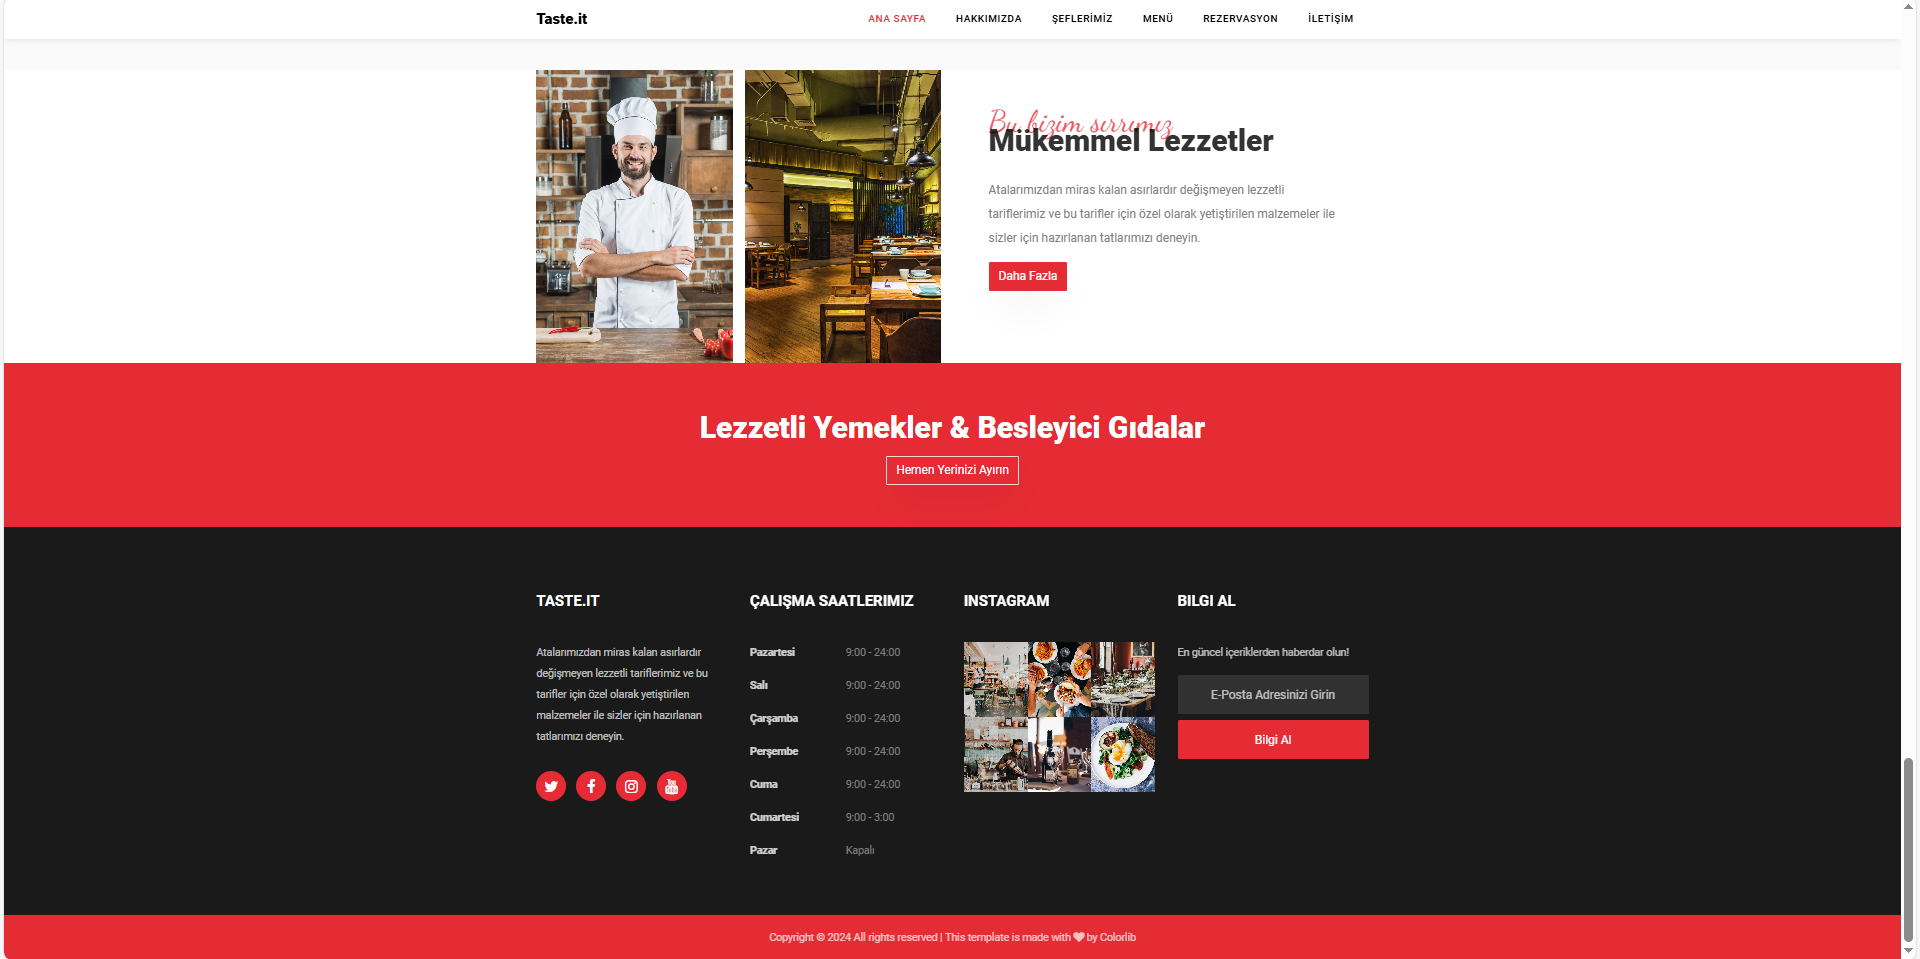 Taste.it
ANA SAYFA
HAKKIMIZDA
ŞEFLERİMİZ
MENÜ
REZERVASYON
İLETİŞİM
Bu bizim sırrımız
Mükemmel Lezzetler
Atalarımızdan miras kalan asırlardır değişmeyen lezzetli
tariflerimiz ve bu tarifler için özel olarak yetiştirilen malzemeler ile
sizler için hazırlanan tatlarımızı deneyin.
Daha Fazla
Lezzetli Yemekler & Besleyici Gıdalar
Hemen Yerinizi Ayırın
TASTE.IT
Atalarımızdan miras kalan asırlardır
değişmeyen lezzetli tariflerimiz ve bu
tarifler için özel olarak yetiştirilen
malzemeler ile sizler için hazırlanan
tatlarımızı deneyin.
ÇALIŞMA SAATLERIMIZ
Pazartesi 9:00 - 24:00
Salı 9:00 - 24:00
Çarşamba 9:00 - 24:00
Perşembe 9:00 - 24:00
Cuma 9:00 - 24:00
Cumartesi 9:00 - 3:00
Pazar Kapalı
INSTAGRAM
BILGI AL
En güncel içeriklerden haberdar olun!
E-Posta Adresinizi Girin
Bilgi Al
Copyright © 2024 All rights reserved | This template is made with ♥ by Colorlib